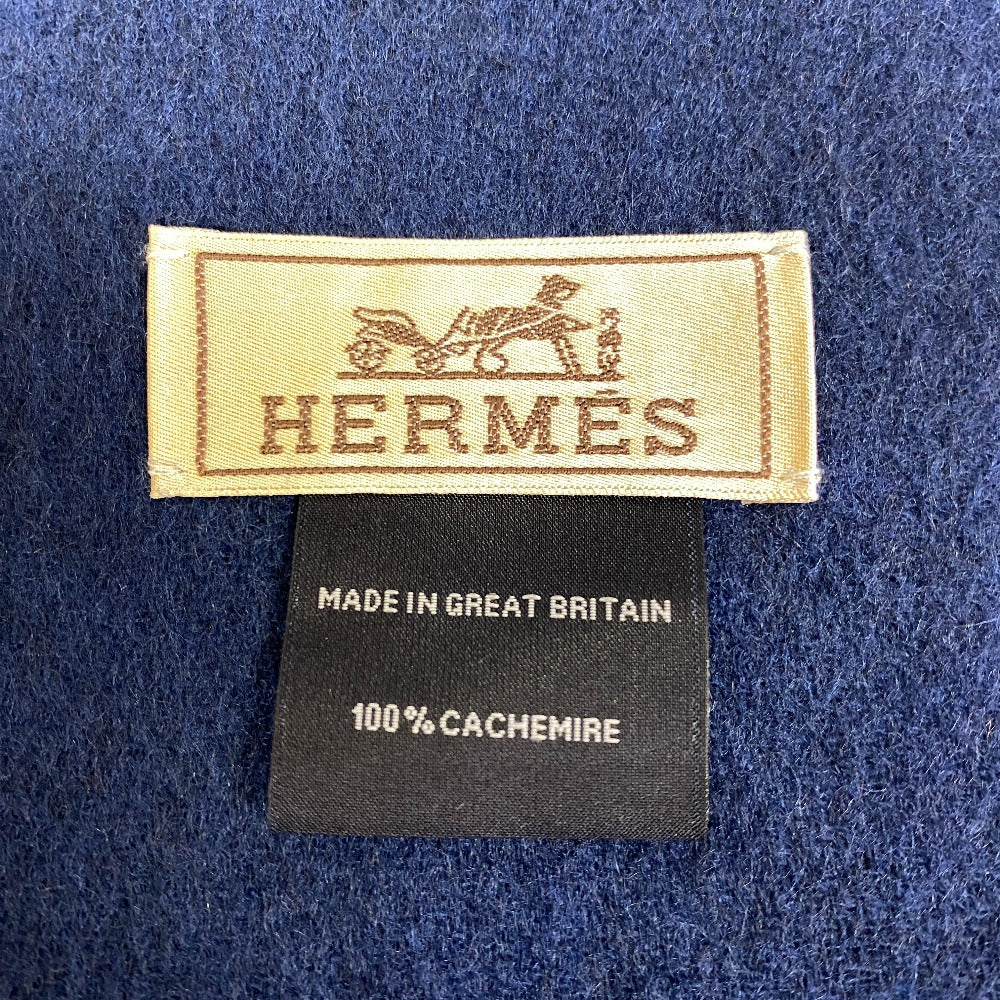 HERMÈS
MADE IN GREAT BRITAIN
100% CACHEMIRE